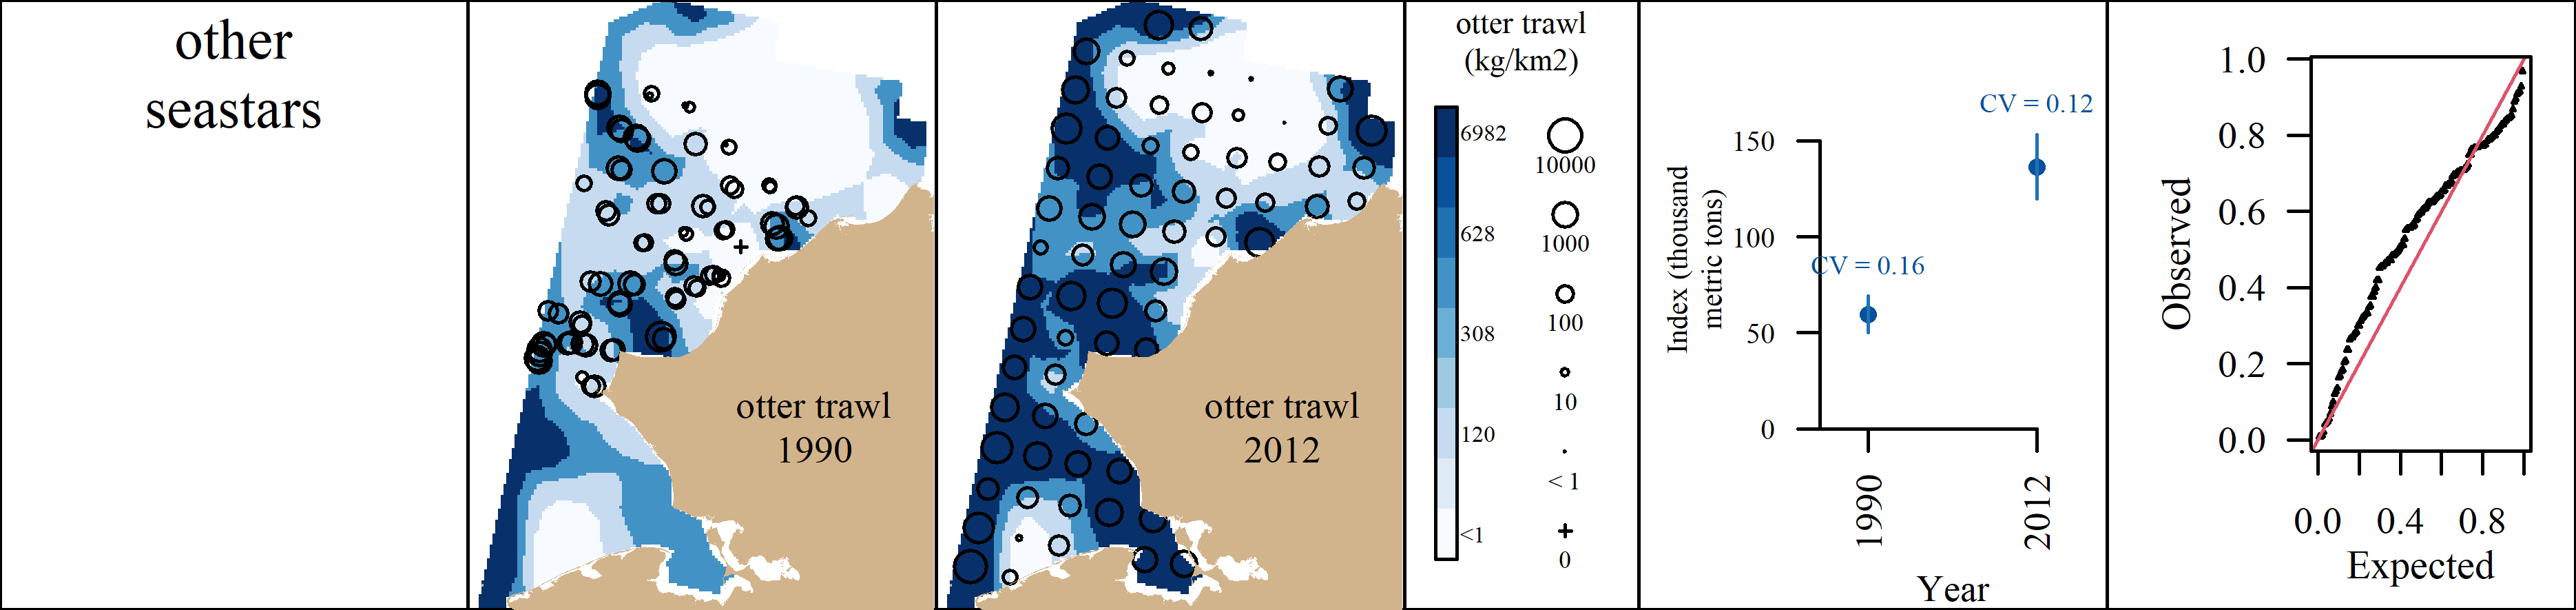 other
seastars
otter trawl
1990
otter trawl
2012
otter trawl
(kg/km2)
6982
628
308
120
<1
10000
1000
100
10
< 1
0
Index (thousand
metric tons)
150
100
50
0
CV = 0.16
CV = 0.12
1990
2012
Year
Observed
1.0
0.8
0.6
0.4
0.2
0.0
0.0 0.4 0.8
Expected